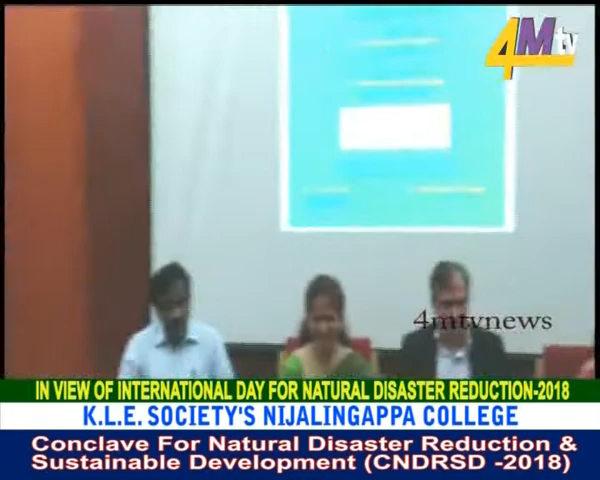 4Mtv
4mtvnews
IN VIEW OF INTERNATIONAL DAY FOR NATURAL DISASTER REDUCTION-2018
K.L.E. SOCIETY'S NIJALINGAPPA COLLEGE
Conclave For Natural Disaster Reduction &
Sustainable Development (CNDRSD -2018)